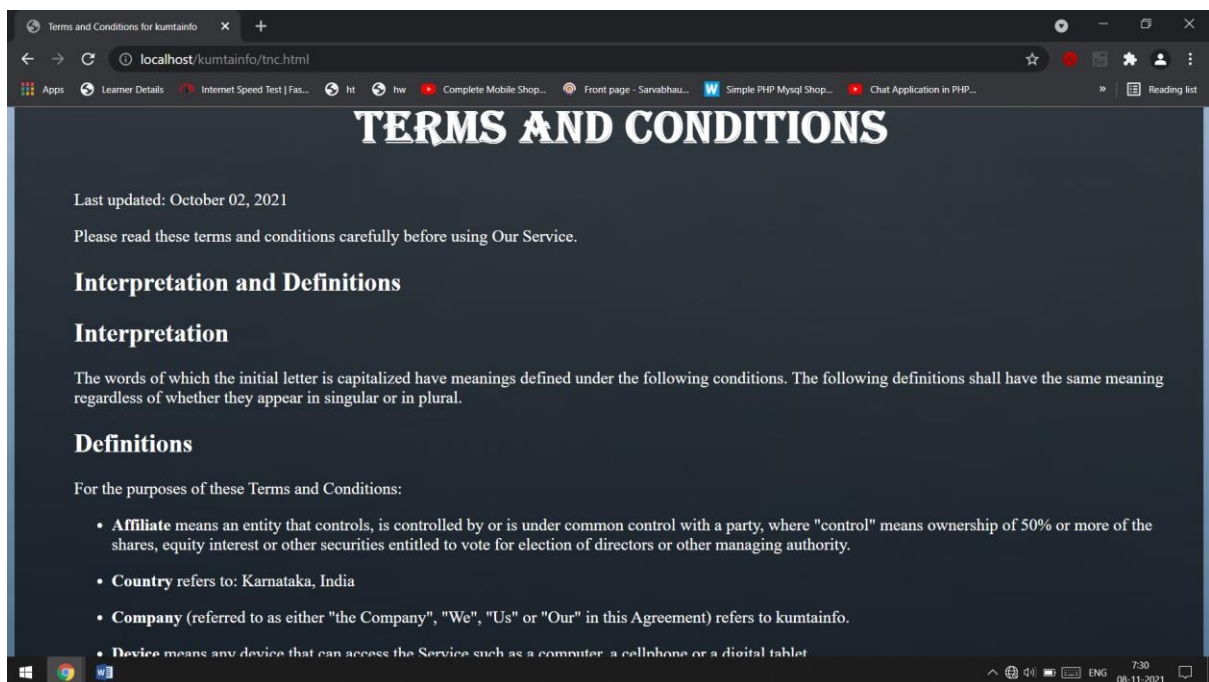 Terms and Conditions for kumtainfo
localhost/kumtainfo/tnc.html
Apps Learner Details Internet Speed Test | Fas... ht hw Complete Mobile Shop... Front page - Sarvabhau... Simple PHP Mysql Shop... Chat Application in PHP... » Reading list
TERMS AND CONDITIONS
Last updated: October 02, 2021
Please read these terms and conditions carefully before using Our Service.
Interpretation and Definitions
Interpretation
The words of which the initial letter is capitalized have meanings defined under the following conditions. The following definitions shall have the same meaning
regardless of whether they appear in singular or in plural.
Definitions
For the purposes of these Terms and Conditions:
• Affiliate means an entity that controls, is controlled by or is under common control with a party, where "control" means ownership of 50% or more of the
shares, equity interest or other securities entitled to vote for election of directors or other managing authority.
• Country refers to: Karnataka, India
• Company (referred to as either "the Company", "We", "Us" or "Our" in this Agreement) refers to kumtainfo.
• Device means any device that can access the Service such as a computer, a cellphone or a digital tablet.
ENG 7:30
08-11-2021